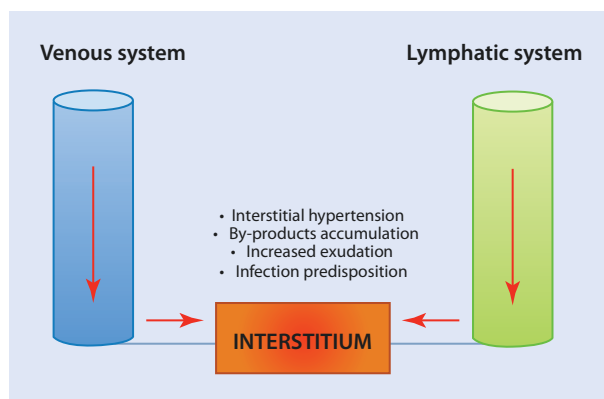 Venous system
Lymphatic system
• Interstitial hypertension
• By-products accumulation
• Increased exudation
• Infection predisposition
INTERSTITIUM